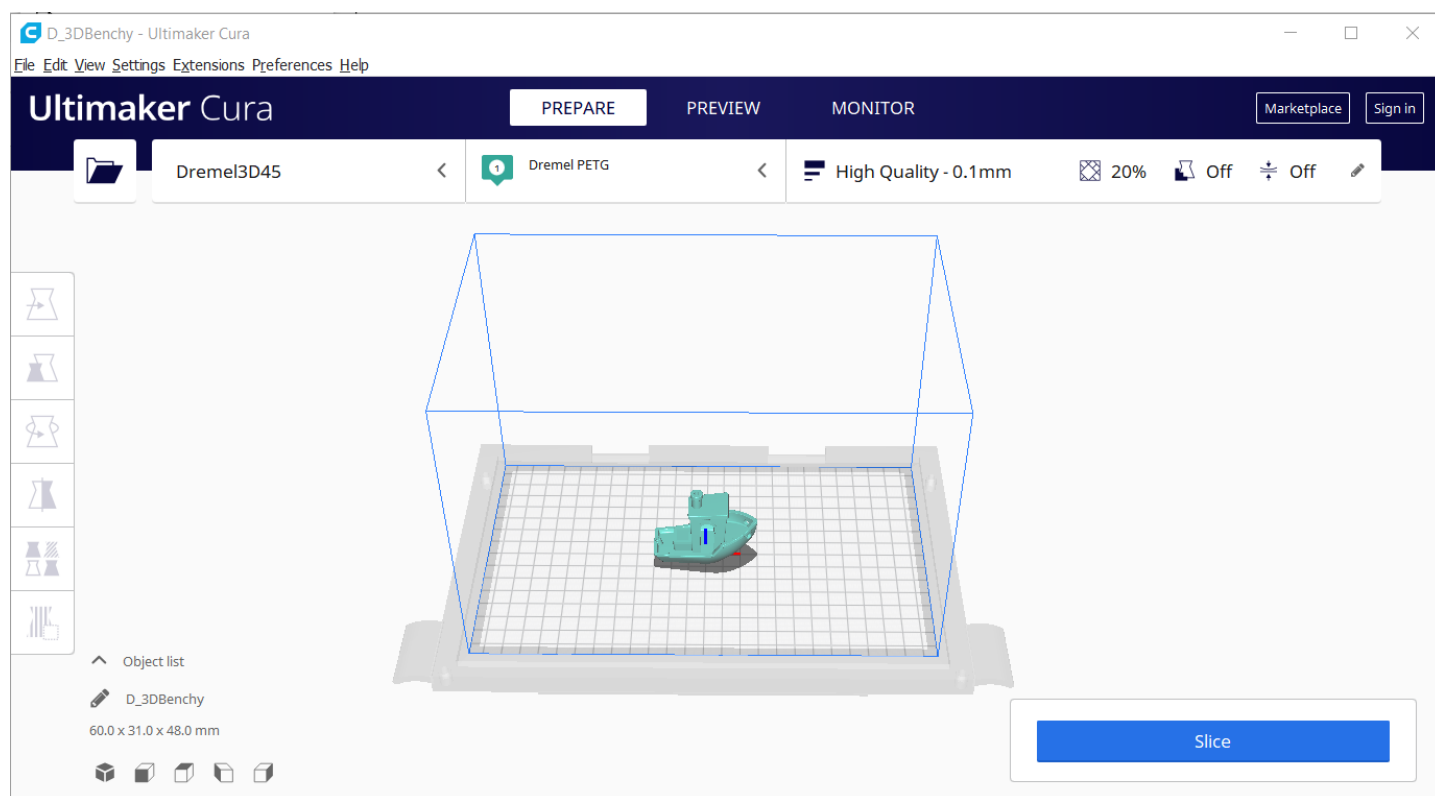 D_3DBenchy - Ultimaker Cura
File Edit View Settings Extensions Preferences Help
Ultimaker Cura PREPARE PREVIEW MONITOR Marketplace Sign in
Dremel3D45 1 Dremel PETG High Quality - 0.1mm 20% Off Off
Object list
D_3DBenchy
60.0 x 31.0 x 48.0 mm
Slice